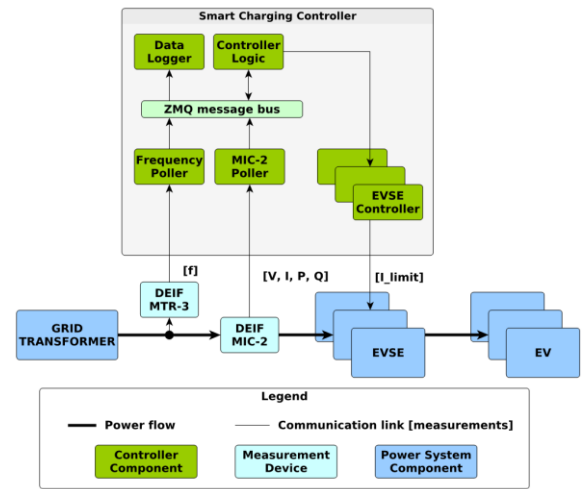 Smart Charging Controller
Data
Logger
Controller
Logic
ZMQ message bus
Frequency
Poller
MIC-2
Poller
EVSE
Controller
[f]
[V, I, P, Q]
[I_limit]
DEIF
MTR-3
GRID
TRANSFORMER
DEIF
MIC-2
EVSE
EV
Legend
Power flow
Communication link [measurements]
Controller
Component
Measurement
Device
Power System
Component